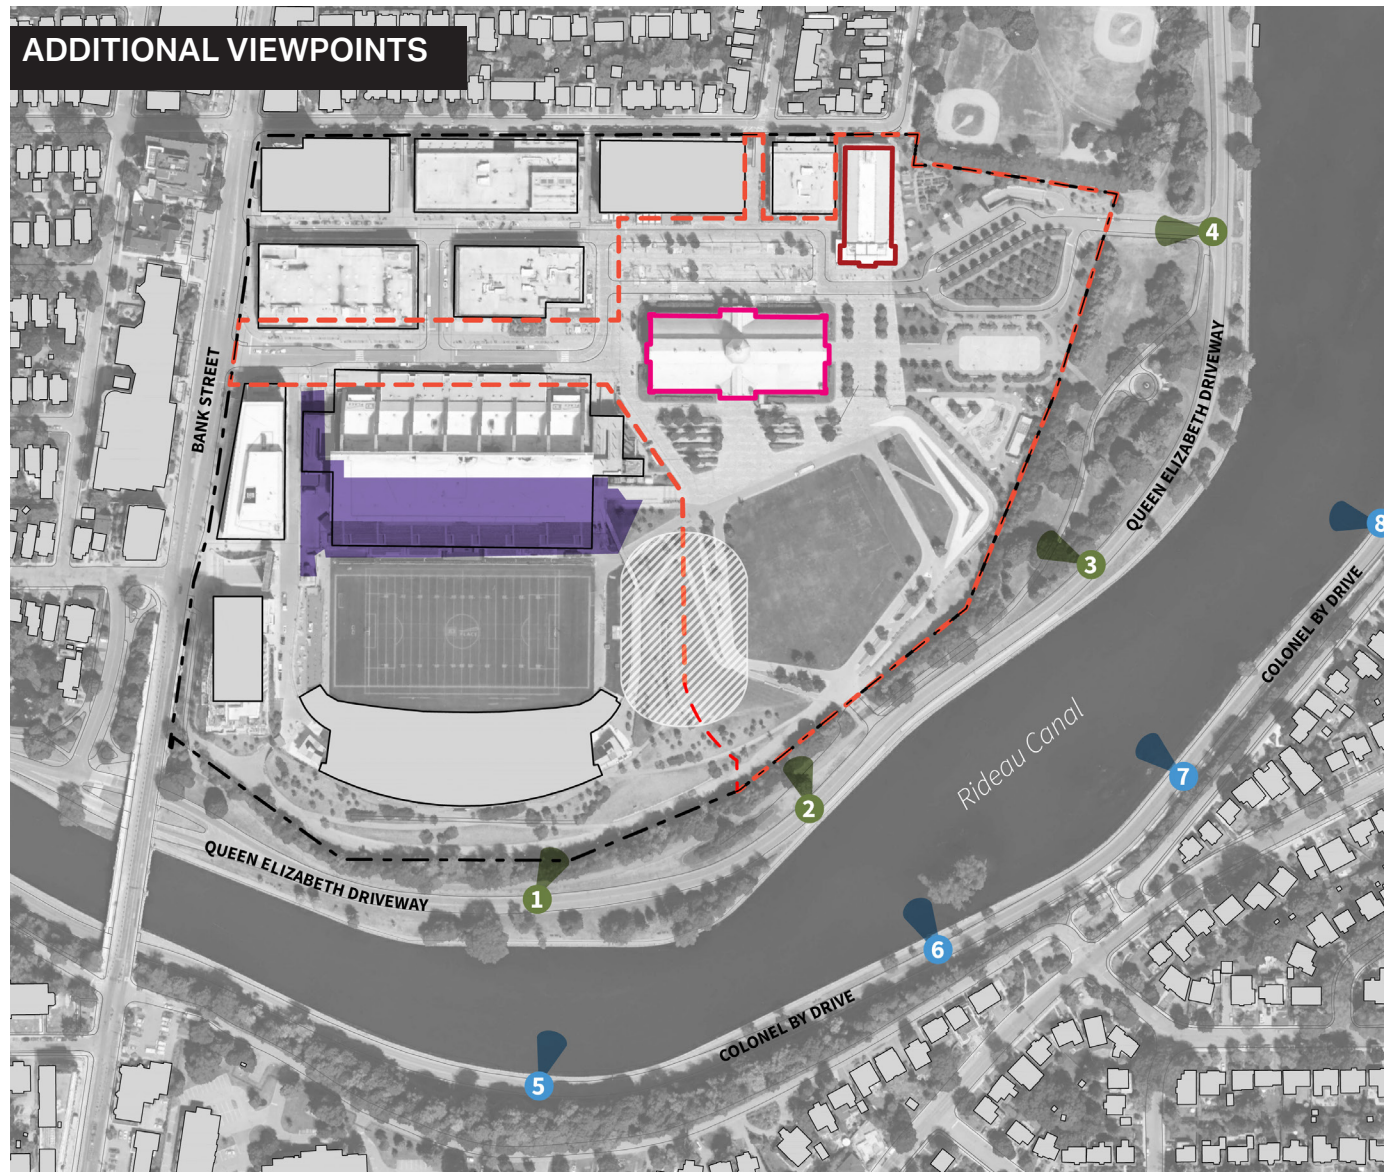 ADDITIONAL VIEWPOINTS
4
BANK STREET
QUEEN ELIZABETH DRIVEWAY
8
3
COLONEL BY DRIVE
Rideau Canal
7
2
QUEEN ELIZABETH DRIVEWAY
1
6
COLONEL BY DRIVE
5